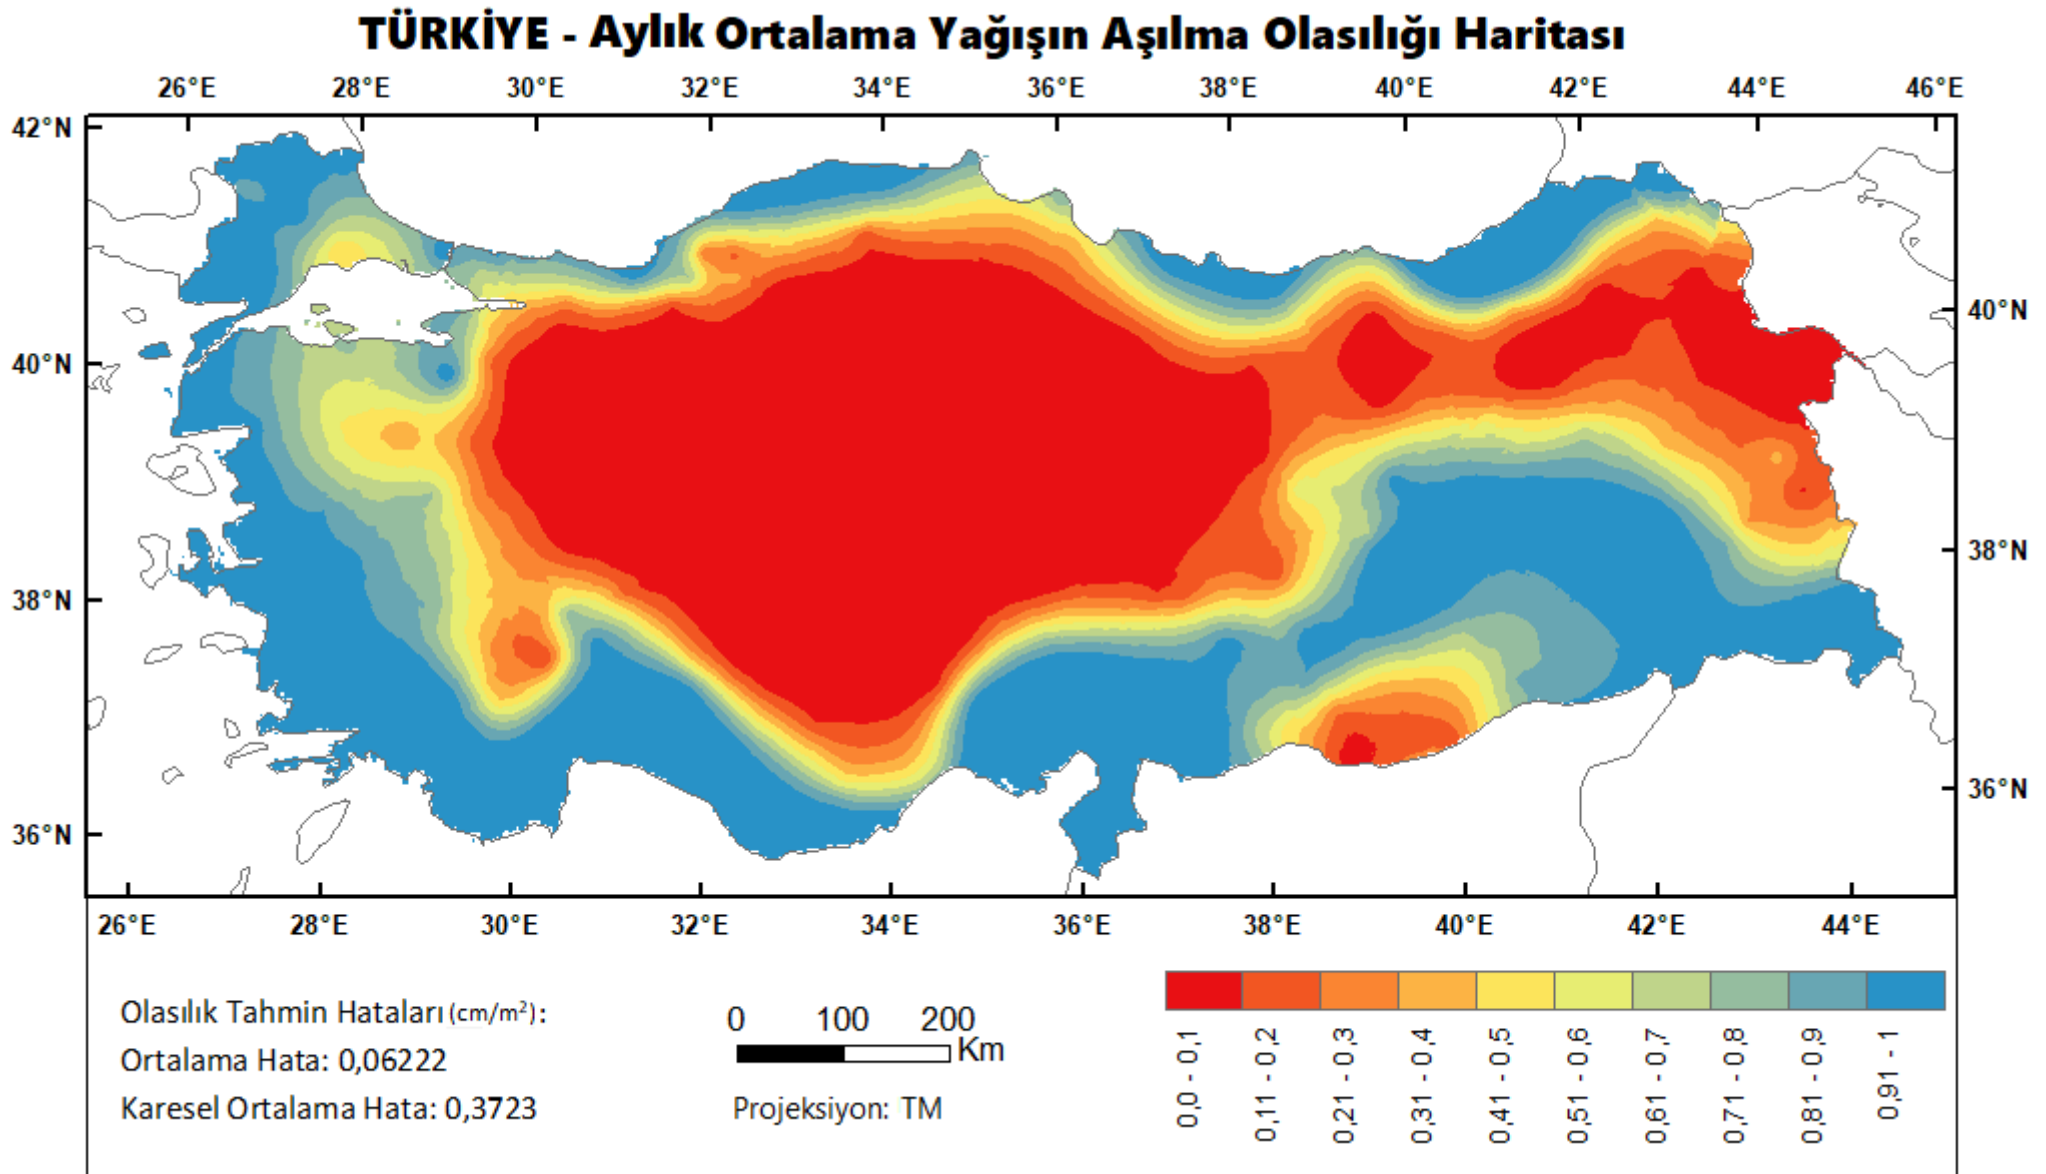 TÜRKİYE - Aylık Ortalama Yağışın Aşılma Olasılığı Haritası
26°E 28°E 30°E 32°E 34°E 36°E 38°E 40°E 42°E 44°E 46°E
42°N
40°N
40°N
38°N
38°N
36°N
36°N
26°E 28°E 30°E 32°E 34°E 36°E 38°E 40°E 42°E 44°E
Olasılık Tahmin Hataları (cm/m²):
Ortalama Hata: 0,06222
Karesel Ortalama Hata: 0,3723
0 100 200
Km
Projeksiyon: TM
0,0 - 0,1
0,11 - 0,2
0,21 - 0,3
0,31 - 0,4
0,41 - 0,5
0,51 - 0,6
0,61 - 0,7
0,71 - 0,8
0,81 - 0,9
0,91 - 1